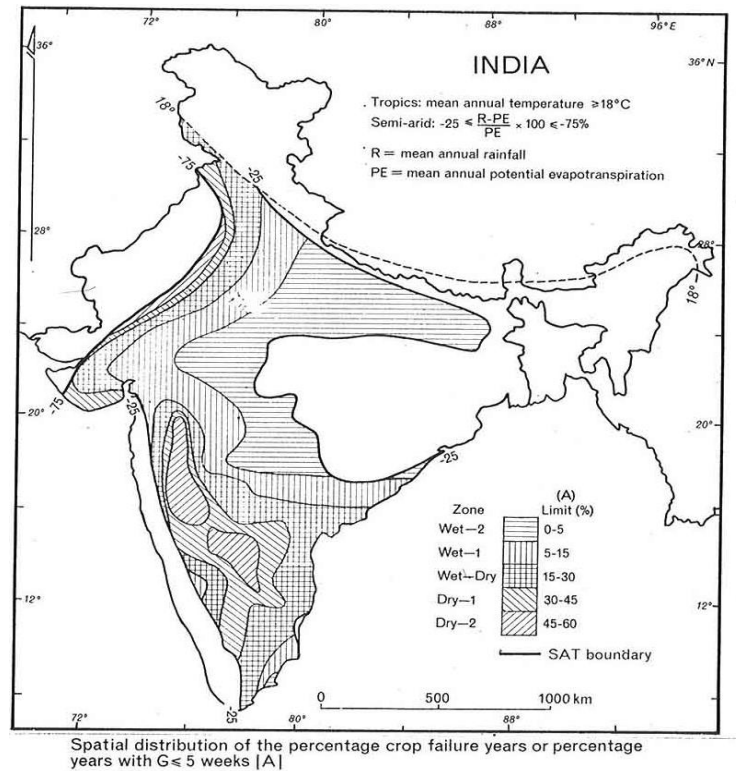 72° 80° 88° 96°E
36° 36°N
INDIA
18°
Tropics: mean annual temperature ≥18°C
Semi-arid: -25 ≤ R-PE/PE × 100 ≤ -75%
R = mean annual rainfall
PE = mean annual potential evapotranspiration
-75 -25
28° 28°
18°
-75 20° -25 20°
-25
(A)
Zone Limit (%)
Wet-2 0-5
Wet-1 5-15
Wet-Dry 15-30
12° Dry-1 30-45 12°
Dry-2 45-60
SAT boundary
0 500 1000 km
-25
72° 80° 88°
Spatial distribution of the percentage crop failure years or percentage
years with G≤ 5 weeks [A]